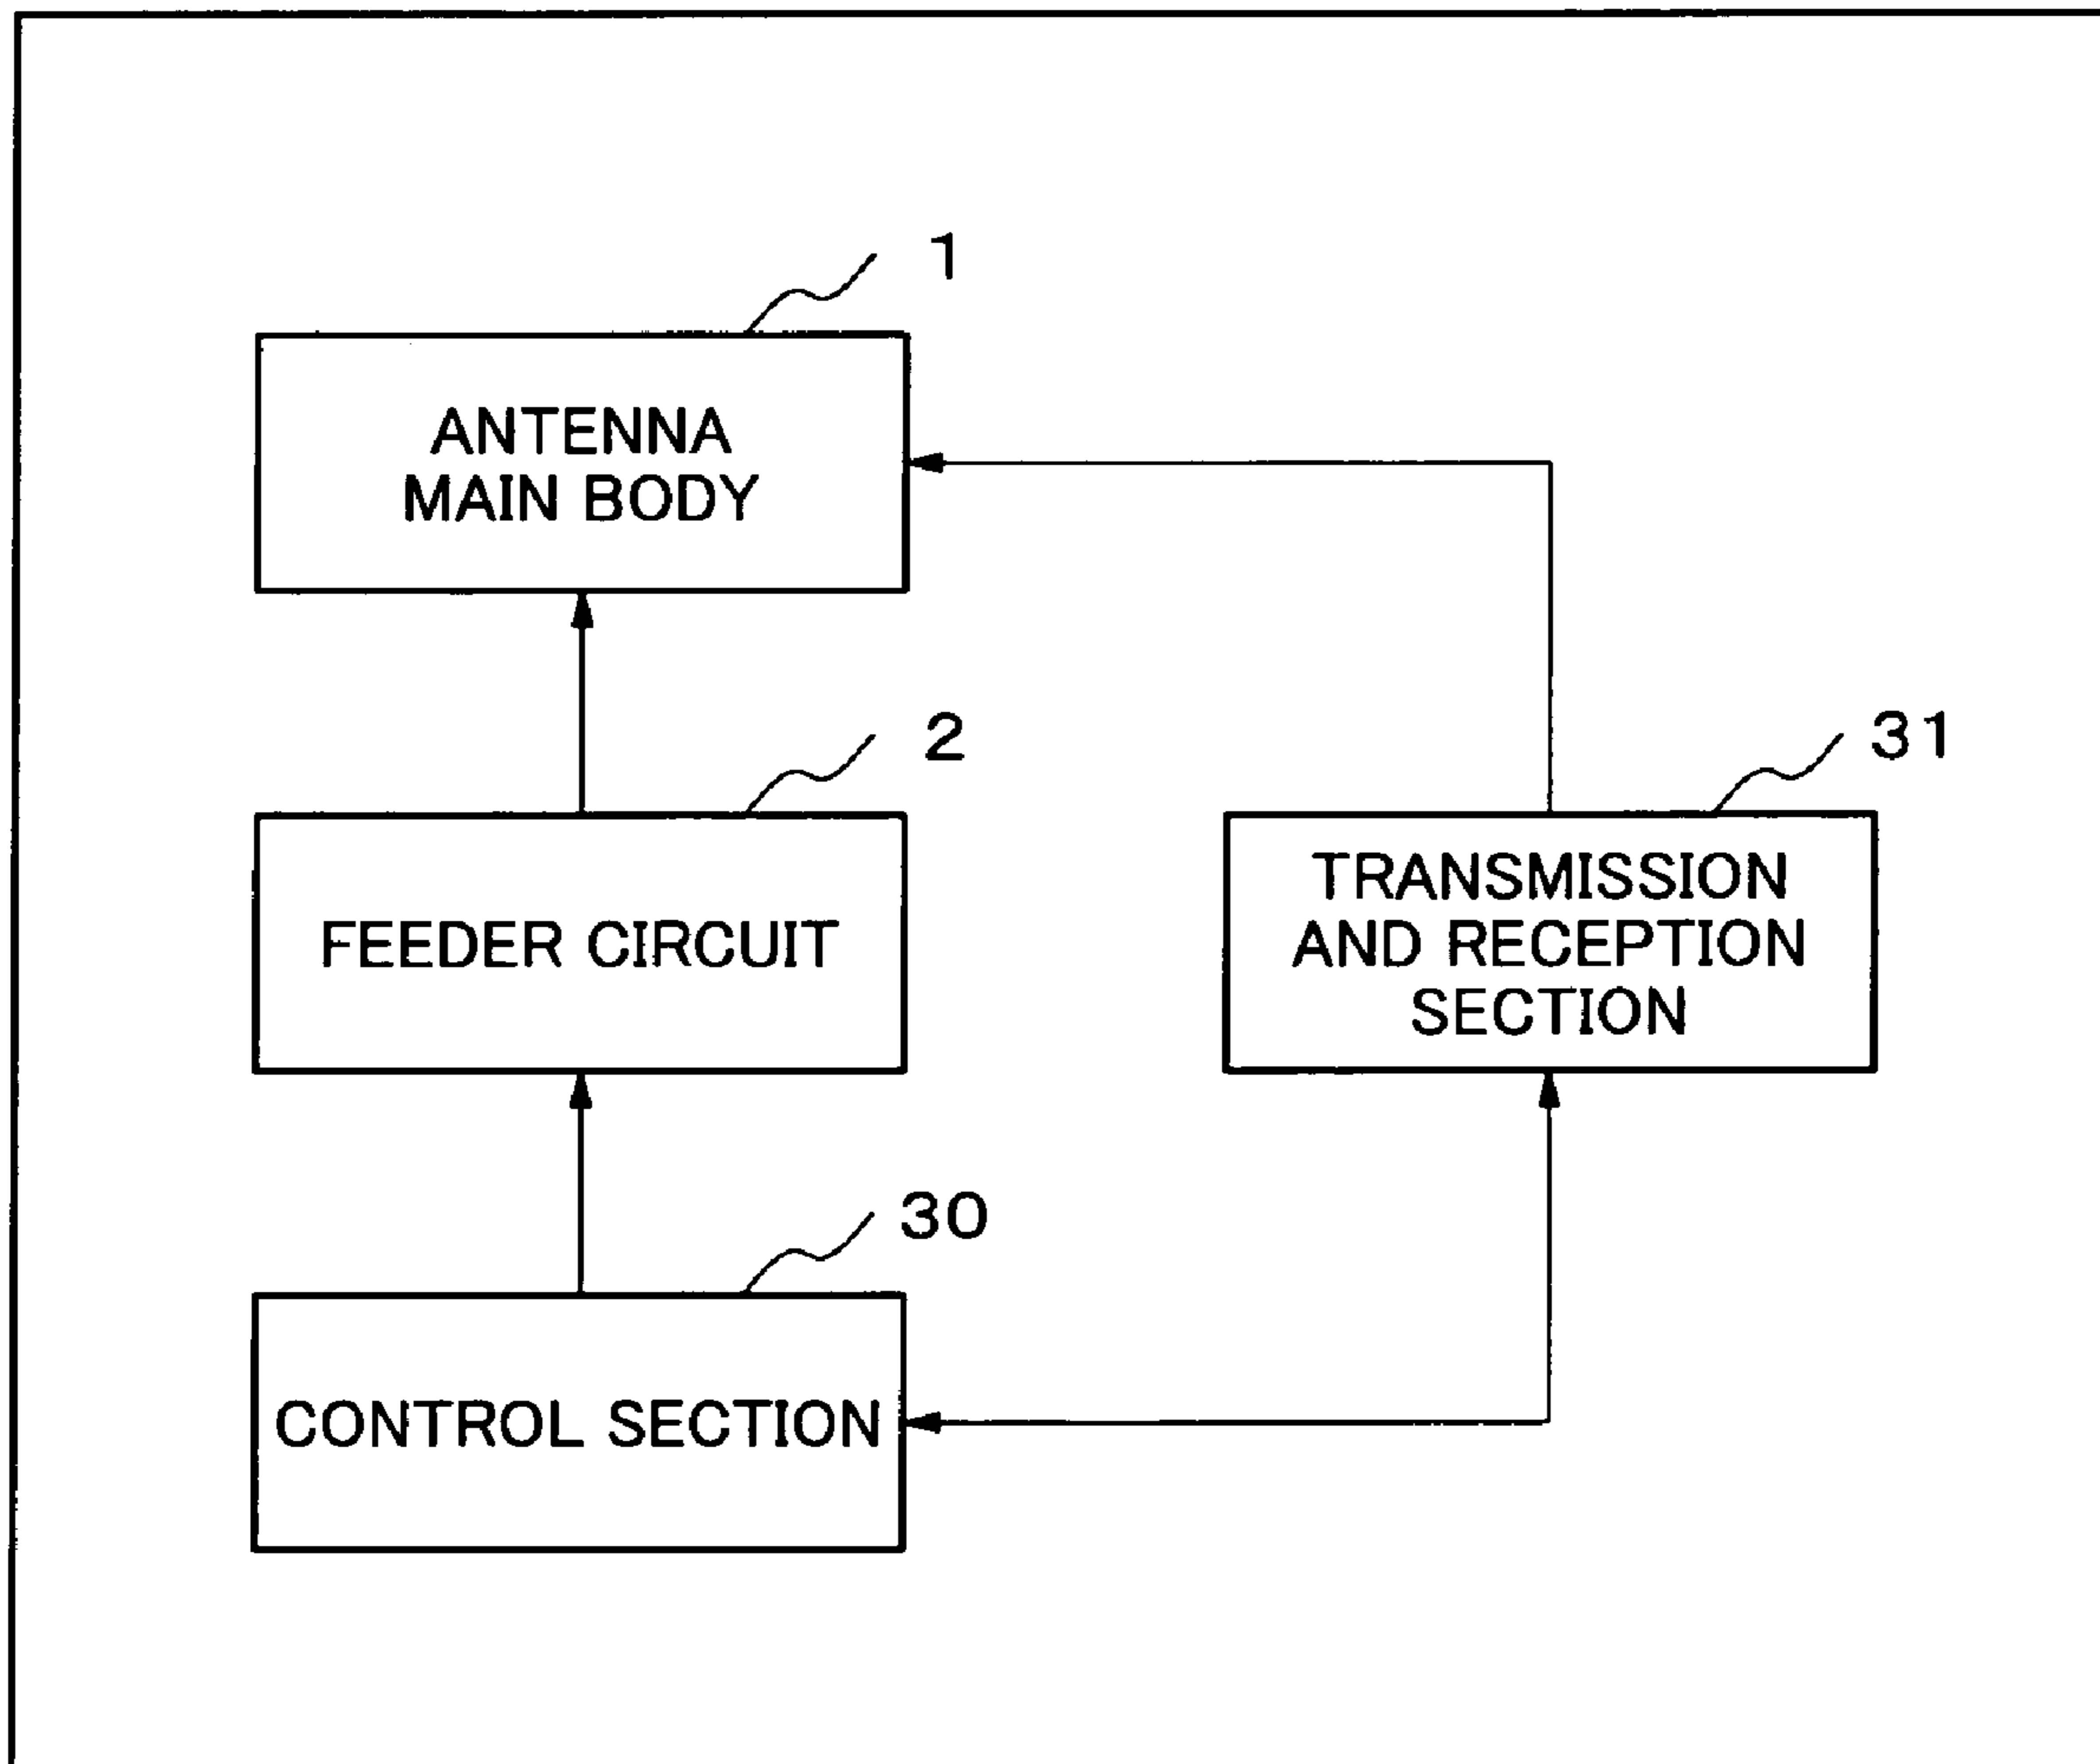 1
ANTENNA
MAIN BODY
2
FEEDER CIRCUIT
31
TRANSMISSION
AND RECEPTION
SECTION
30
CONTROL SECTION